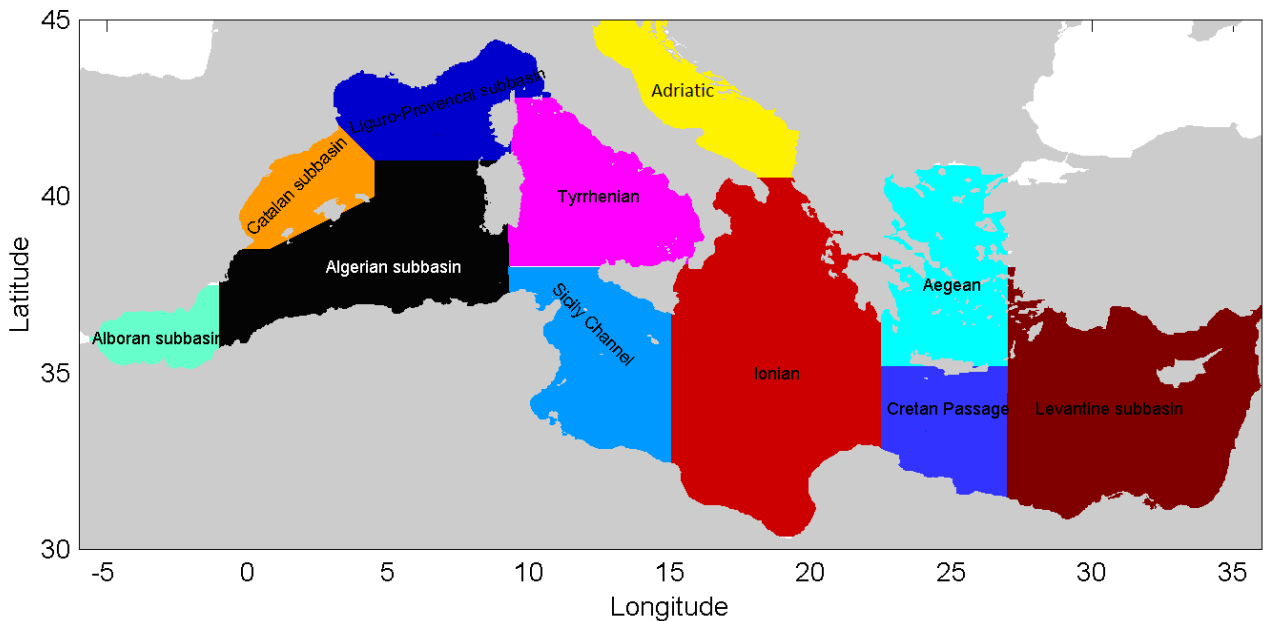 45
40
35
30
Latitude
Liguro-Provencal subbasin
Adriatic
Catalan subbasin
Tyrrhenian
Algerian subbasin
Aegean
Sicily Channel
Alboran subbasin
Ionian
Cretan Passage
Levantine subbasin
-5 0 5 10 15 20 25 30 35
Longitude